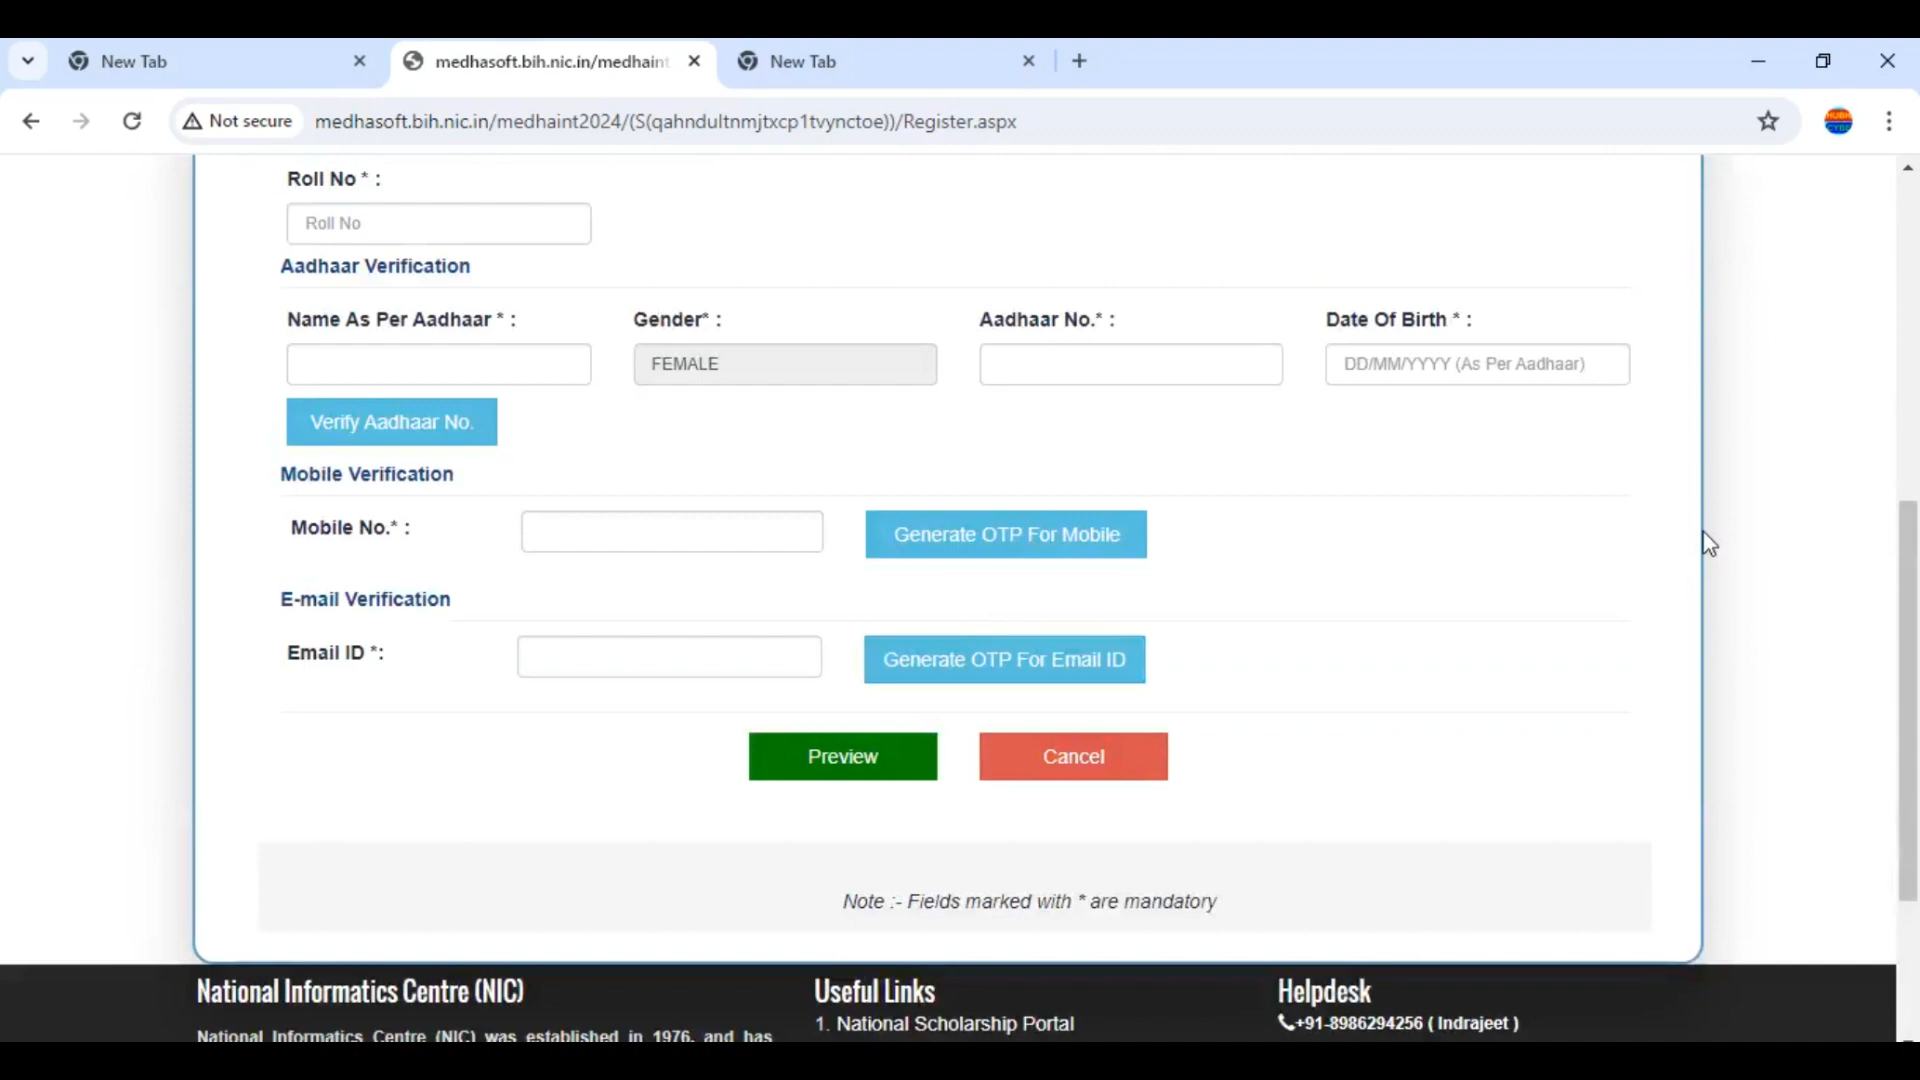 New Tab
medhasoft.bih.nic.in/medhaint
New Tab
Not secure
medhasoft.bih.nic.in/medhaint2024/(S(qahndultnmjtxcp1tvynctoe))/Register.aspx
Roll No * :
Roll No
Aadhaar Verification
Name As Per Aadhaar * : Gender* : Aadhaar No.* : Date Of Birth * :
FEMALE DD/MM/YYYY (As Per Aadhaar)
Verify Aadhaar No.
Mobile Verification
Mobile No.* : Generate OTP For Mobile
E-mail Verification
Email ID *: Generate OTP For Email ID
Preview Cancel
Note :- Fields marked with * are mandatory
National Informatics Centre (NIC) Useful Links Helpdesk
1. National Scholarship Portal +91-8986294256 ( Indrajeet )
National Informatics Centre (NIC) was established in 1976, and has